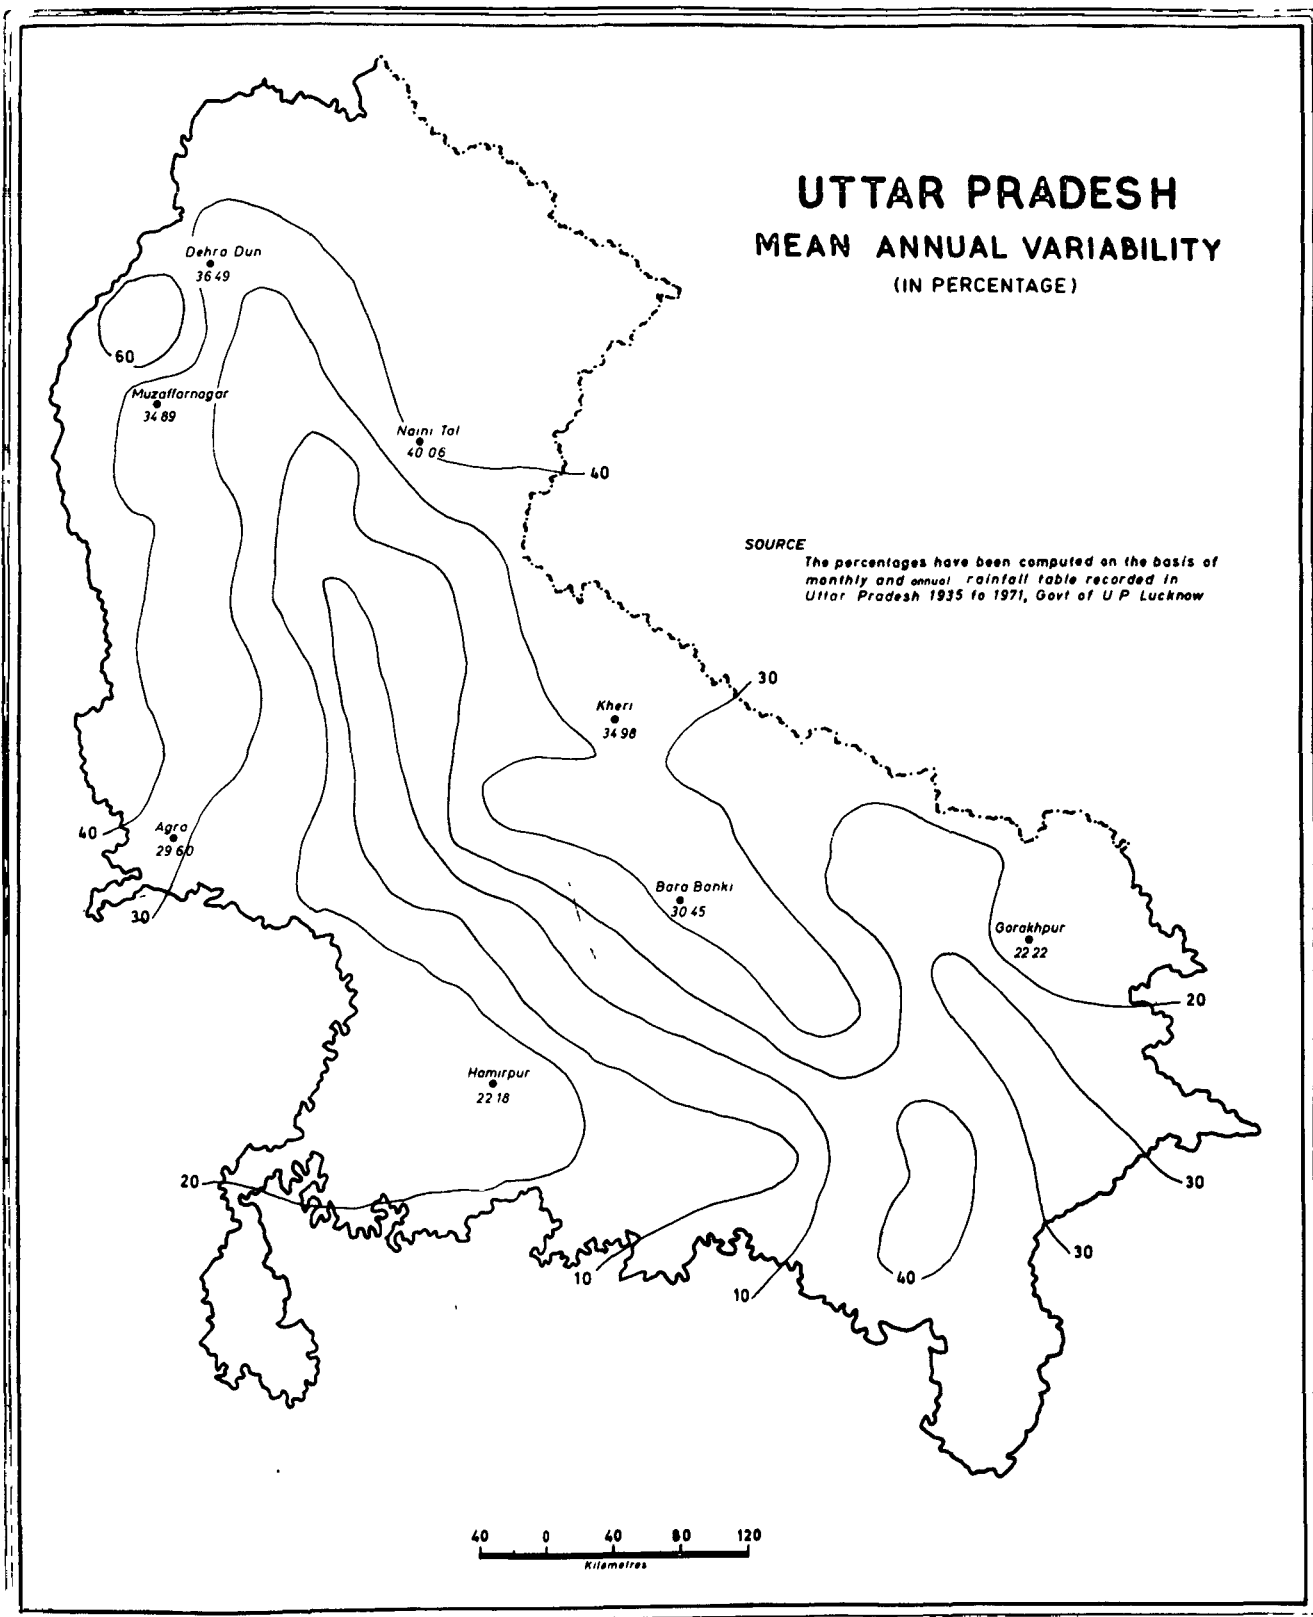 UTTAR PRADESH
MEAN ANNUAL VARIABILITY
(IN PERCENTAGE)
Dehra Dun
36 49
60
Muzaffarnagar
34 89
Naini Tal
40 06
40
SOURCE
The percentages have been computed on the basis of
monthly and annual rainfall table recorded in
Uttar Pradesh 1935 to 1971, Govt of U P Lucknow
30
Kheri
34 98
40
Agra
29 60
30
Bara Banki
30 45
Gorakhpur
22 22
20
Hamirpur
22 18
20
30
30
10
10
40
40 0 40 80 120
Kilometres